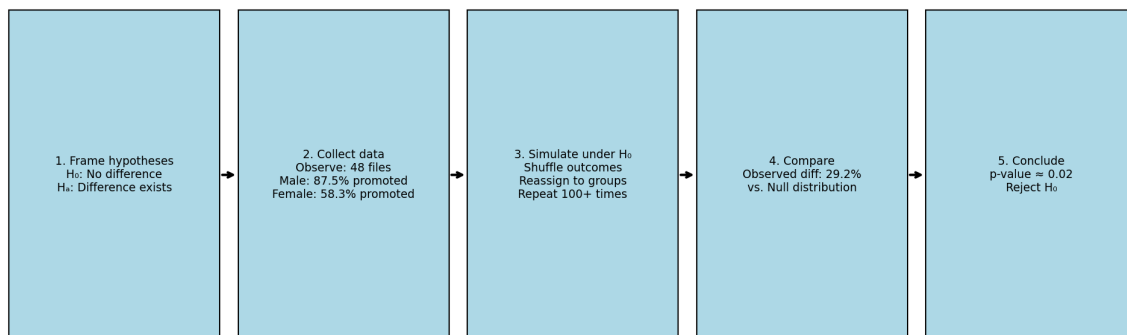 1. Frame hypotheses
H₀: No difference
Hₐ: Difference exists
2. Collect data
Observe: 48 files
Male: 87.5% promoted
Female: 58.3% promoted
3. Simulate under H₀
Shuffle outcomes
Reassign to groups
Repeat 100+ times
4. Compare
Observed diff: 29.2%
vs. Null distribution
5. Conclude
p-value ≈ 0.02
Reject H₀